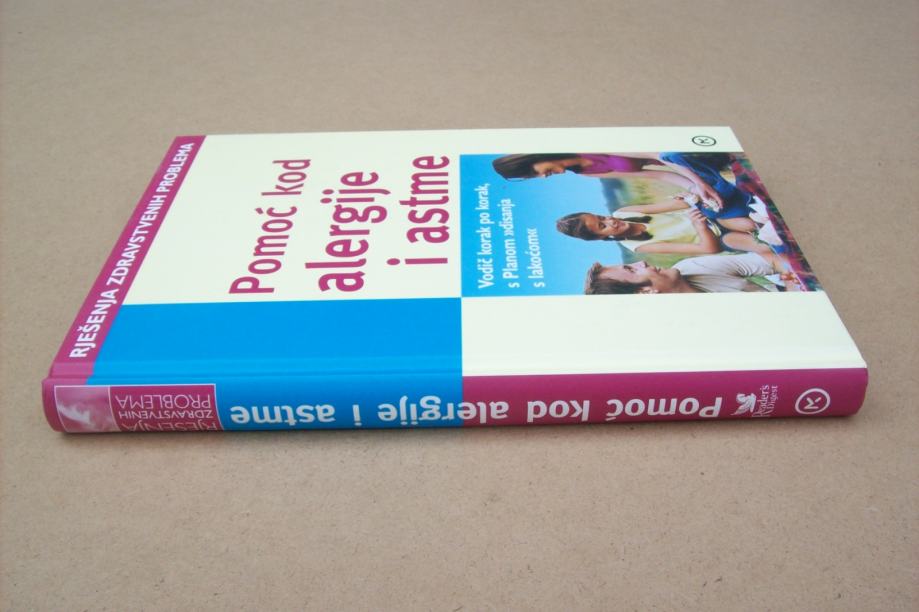 RJEŠENJA ZDRAVSTVENIH PROBLEMA
Pomoć kod
alergije
i astme
Vodič korak po korak,
s Planom »disanja
s lakoćom«
RJEŠENJA
ZDRAVSTVENIH
PROBLEMA
Pomoć kod alergije i astme
Reader's
Digest